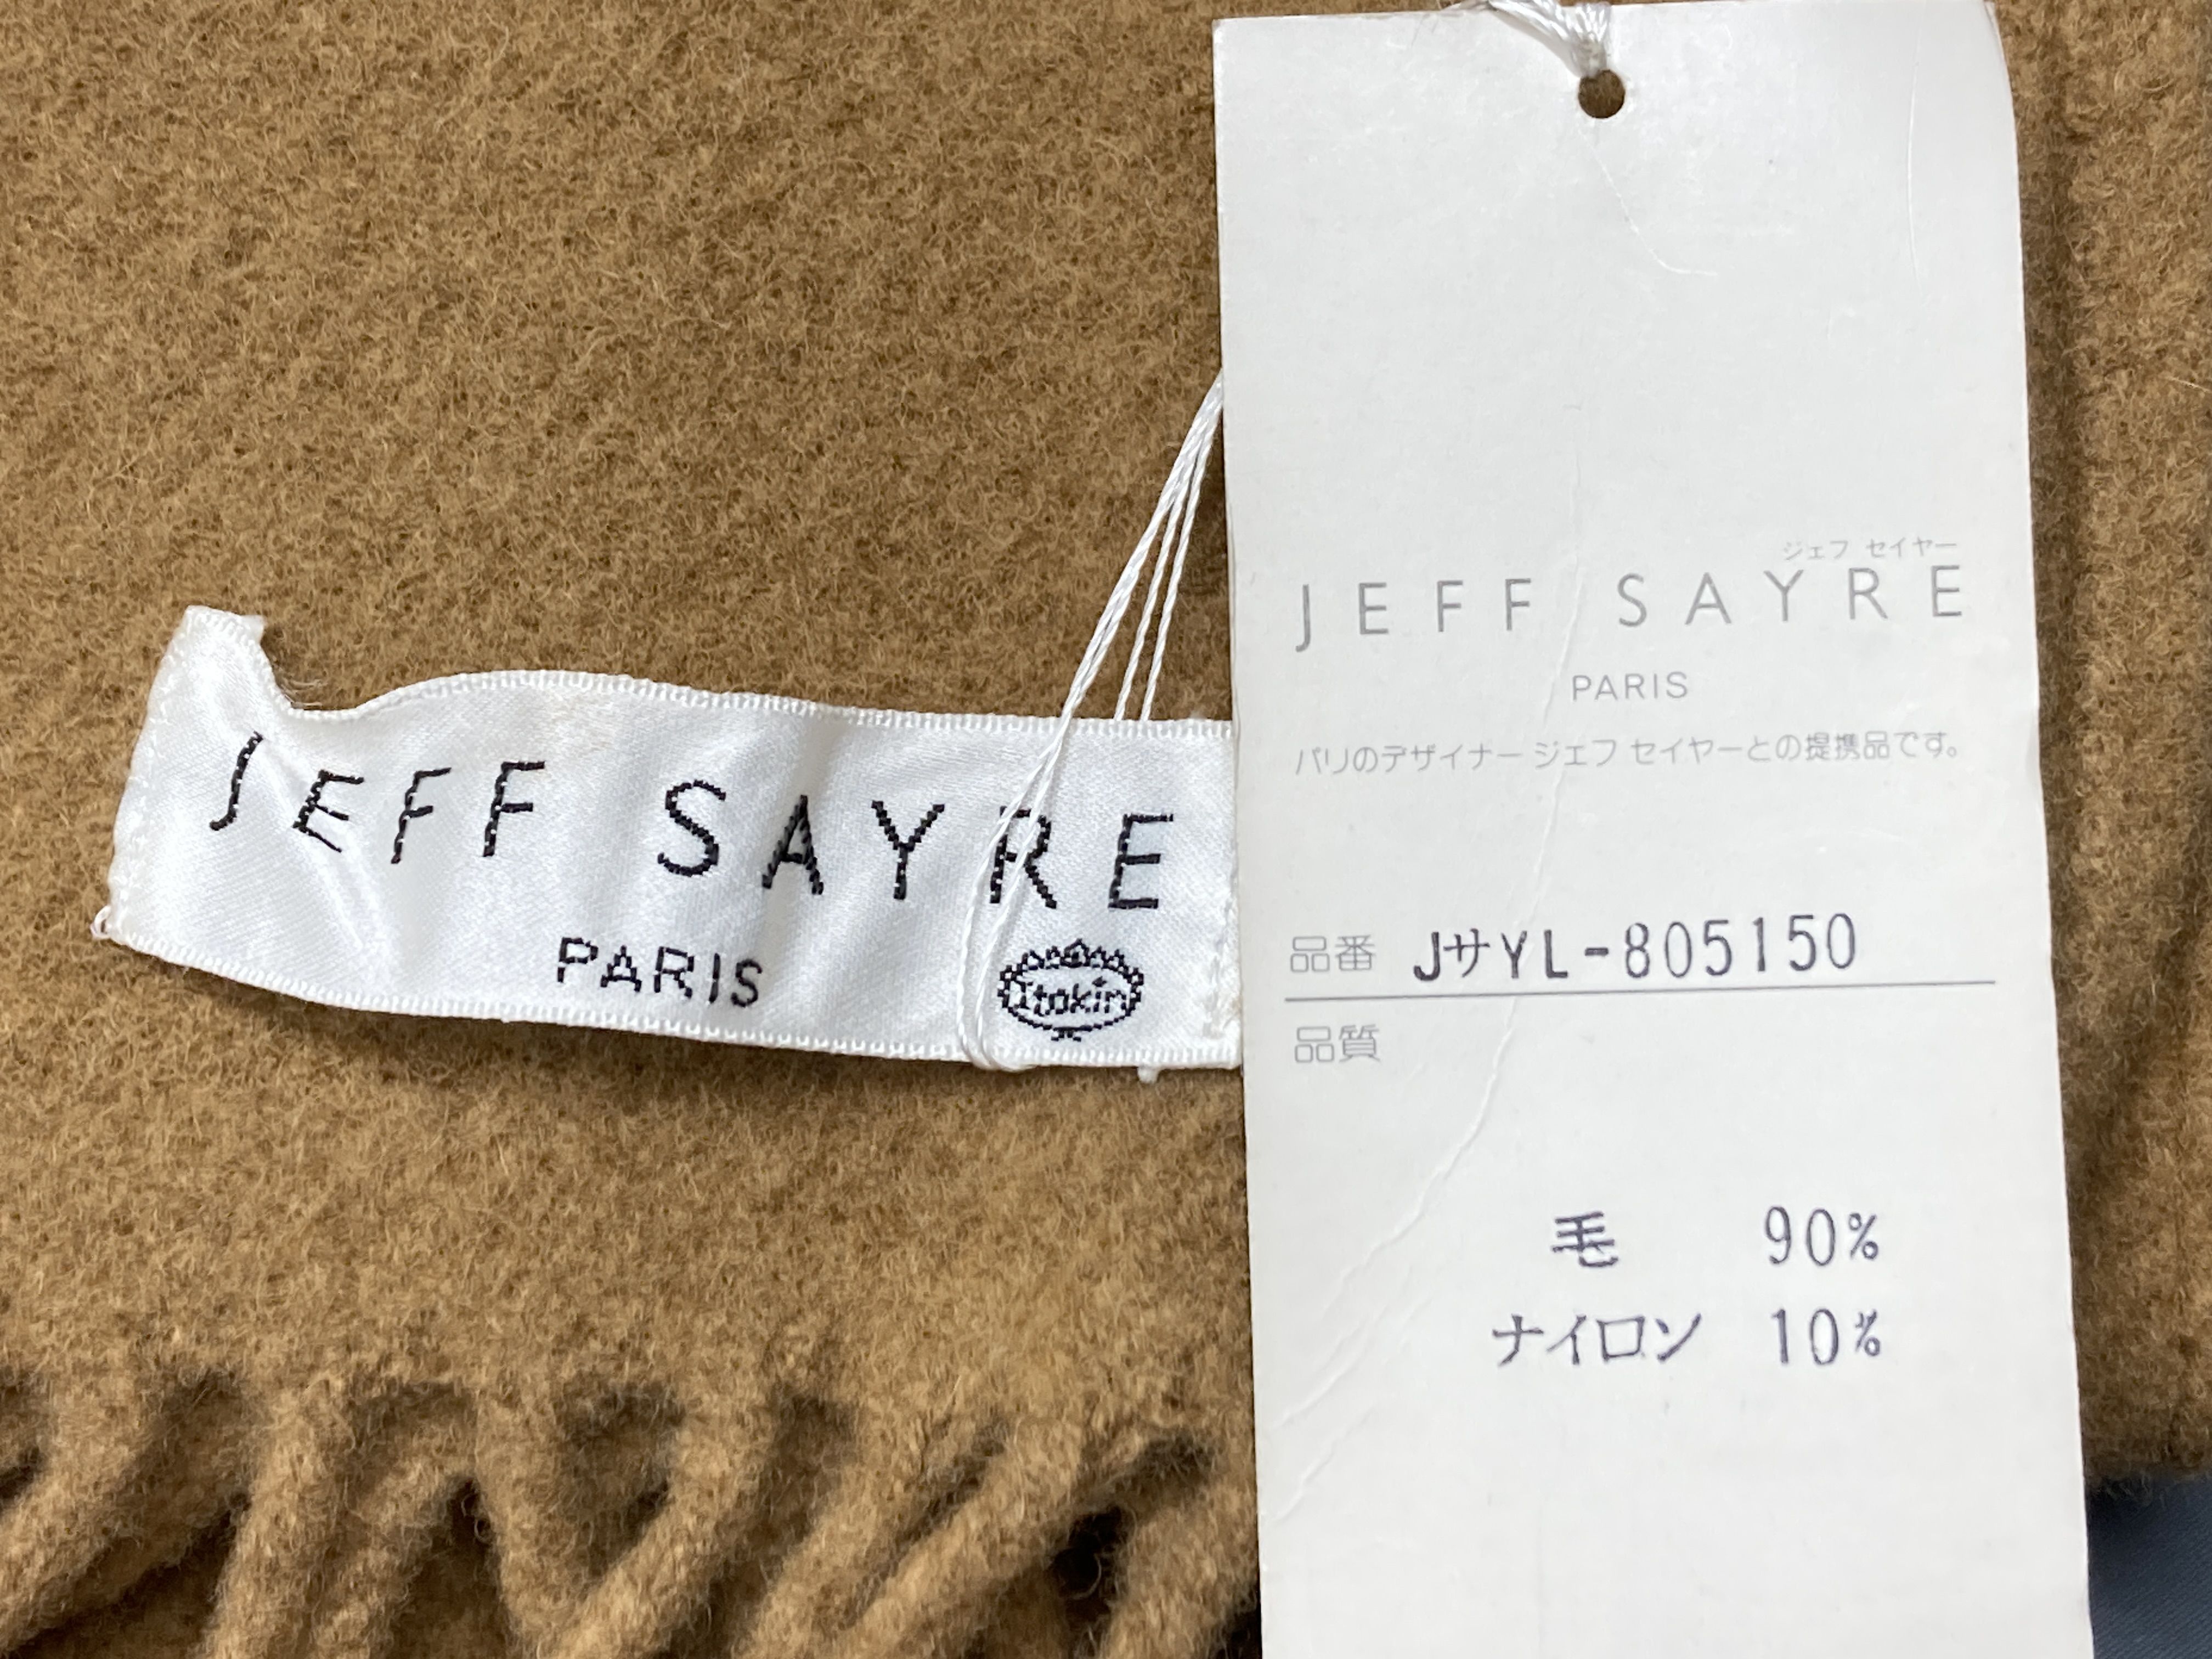 JEFF SAYRE
PARIS
Itokin
ジェフ セイヤー
JEFF SAYRE
PARIS
パリのデザイナー ジェフ セイヤーとの提携品です。
品番 JサYL-805150
品質
毛 90%
ナイロン 10%